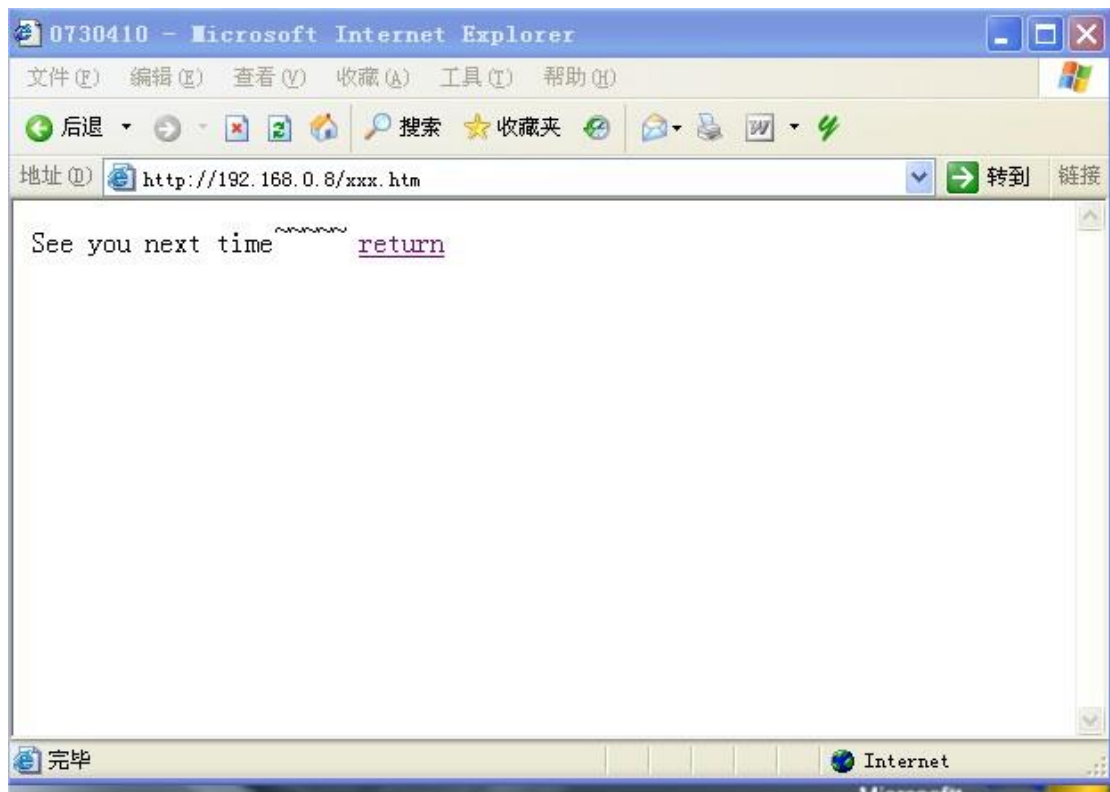 0730410 - Microsoft Internet Explorer
文件(F) 编辑(E) 查看(V) 收藏(A) 工具(T) 帮助(H)
后退 搜索 收藏夹
地址(D) http://192.168.0.8/xxx.htm 转到 链接
See you next time~~~~~~ return
完毕 Internet